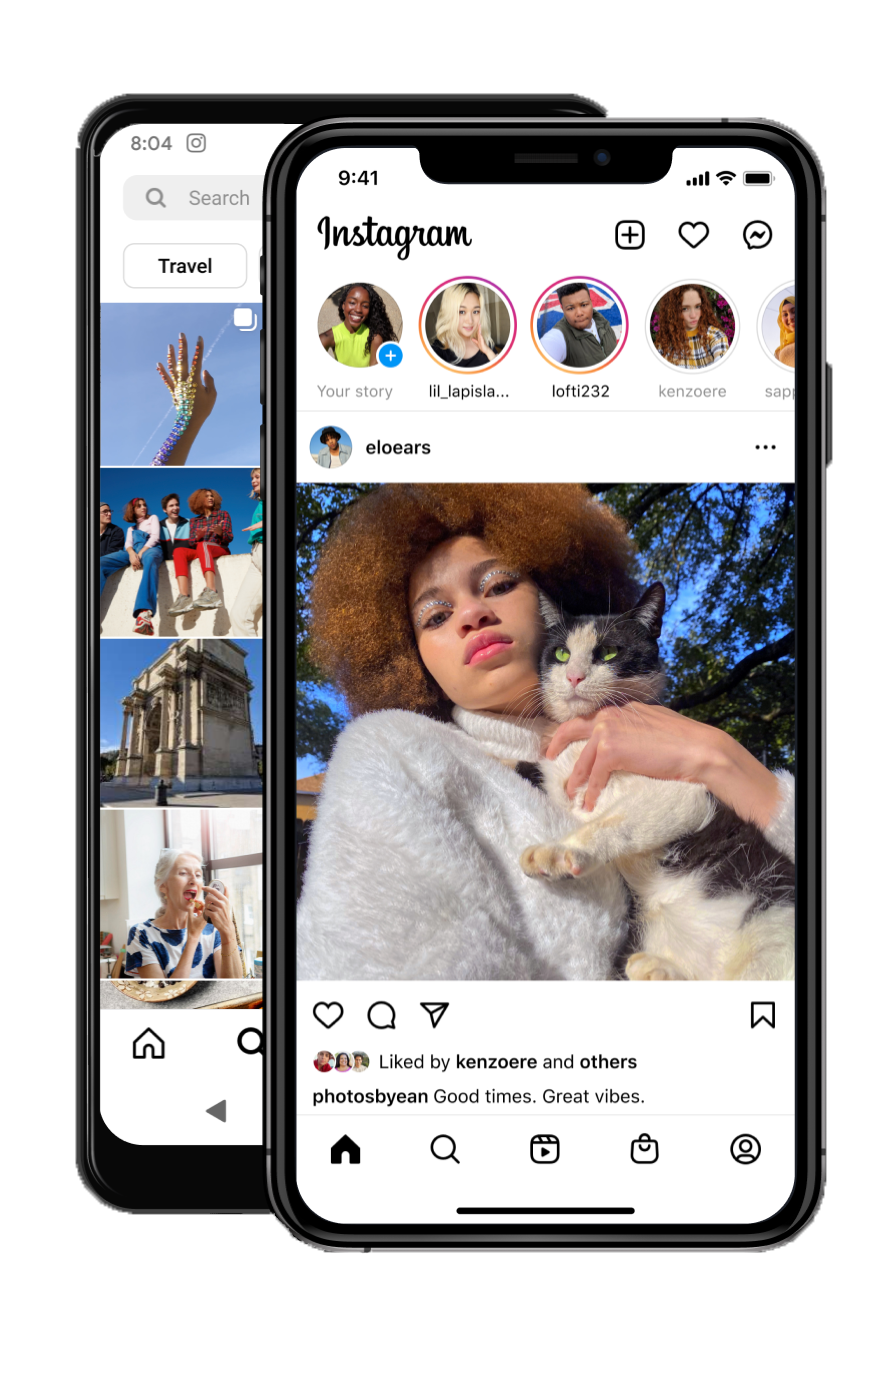 8:04
Search
Travel
9:41
Instagram
Your story
lil_lapisla...
lofti232
kenzoere
sapp
eloears
Liked by kenzoere and others
photosbyean Good times. Great vibes.